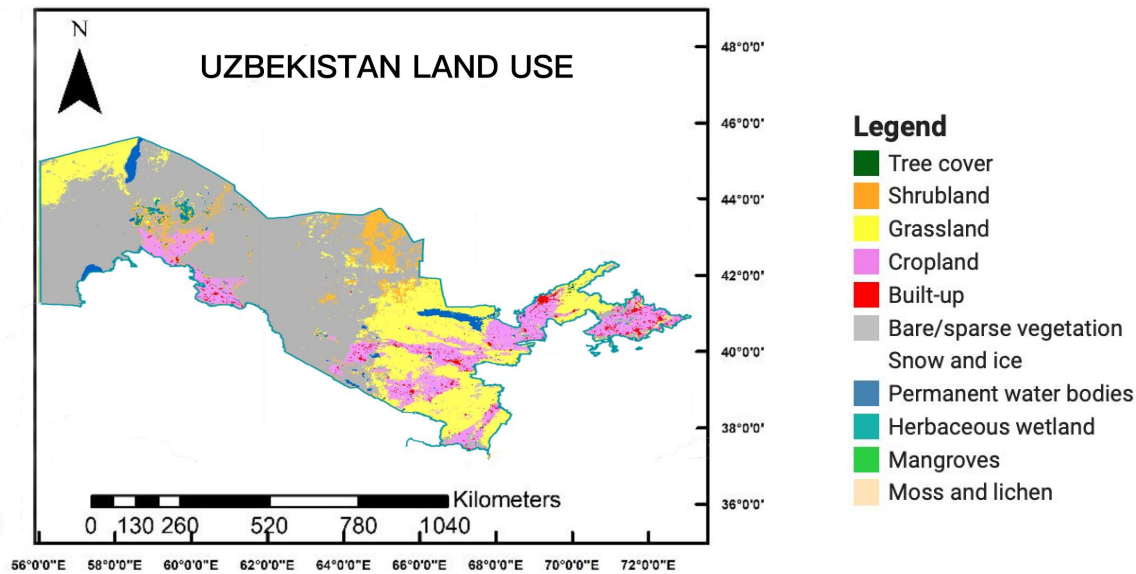 N
UZBEKISTAN LAND USE
48°0'0'
46°0'0'
44°0'0'
42°0'0'
40°0'0'
38°0'0'
36°0'0'
Kilometers
0 130 260 520 780 1040
56°0'0"E 58°0'0"E 60°0'0"E 62°0'0"E 64°0'0"E 66°0'0"E 68°0'0"E 70°0'0"E 72°0'0"E
Legend
Tree cover
Shrubland
Grassland
Cropland
Built-up
Bare/sparse vegetation
Snow and ice
Permanent water bodies
Herbaceous wetland
Mangroves
Moss and lichen